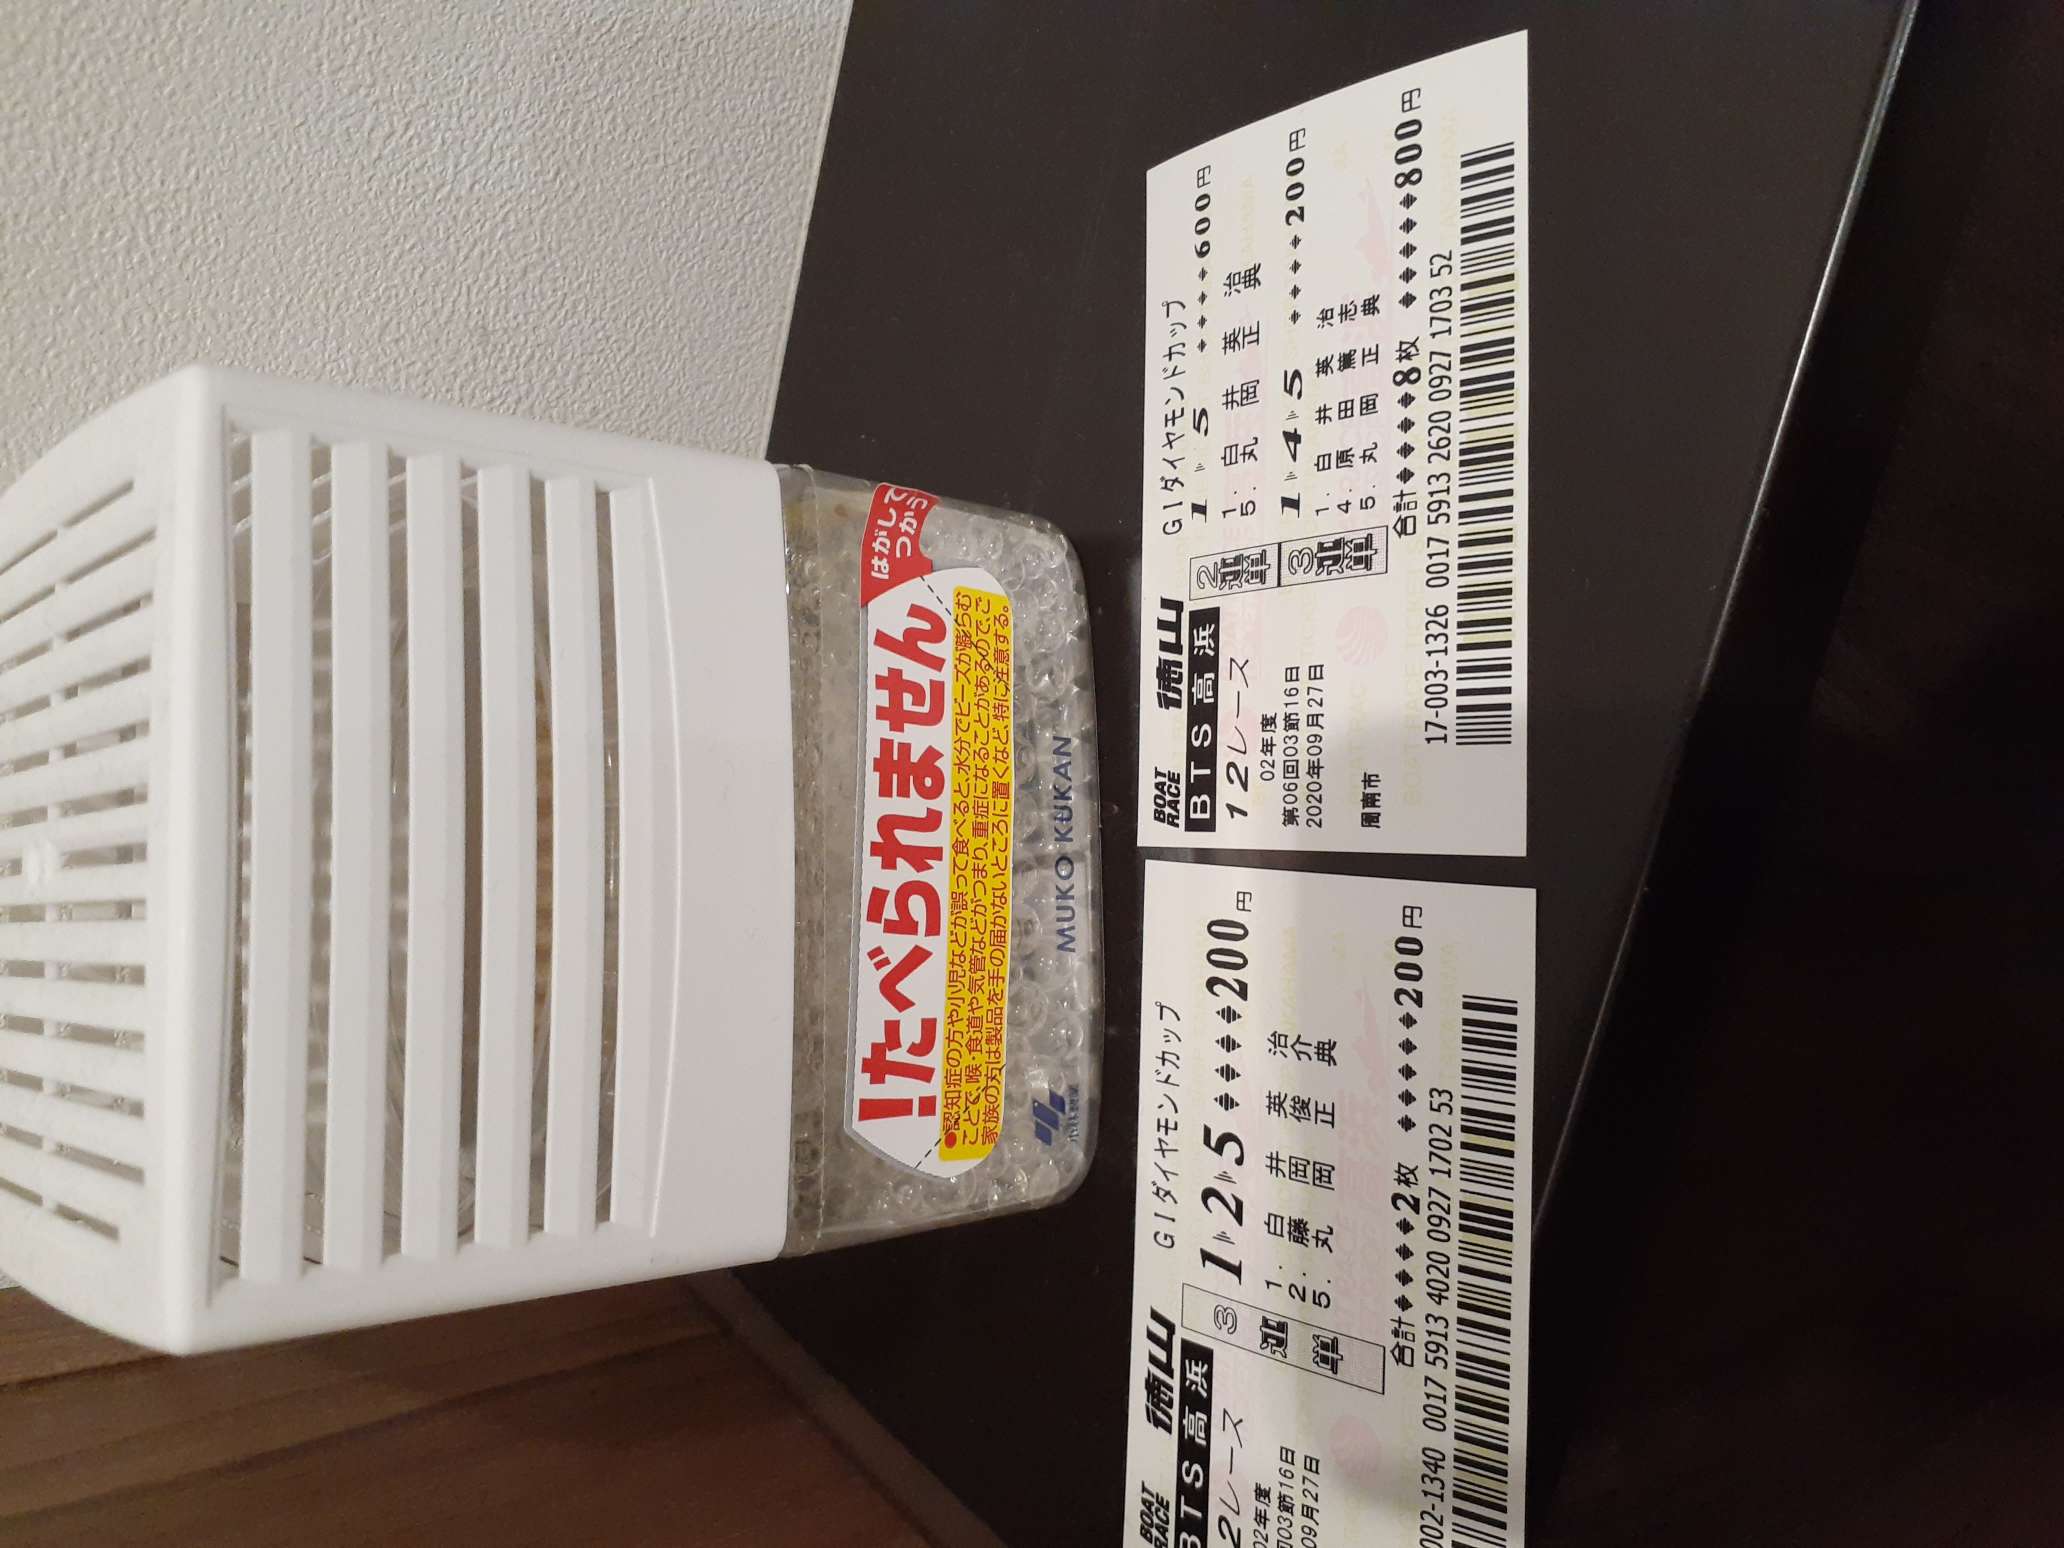 はがして
つかう
!たべられません
●認知症の方や小児などが誤って食べると、水分でビーズが膨らむ
ことで、喉・食道や気管などがつまり、重症になることがあるので、ご
家族の方は製品を手の届かないところに置くなど、特に注意する。
MUKO KUKAN
小林製薬
BOAT
RACE
徳山
GIダイヤモンドカップ
BTS高浜
2レース
02年度
03節16日
09月27日
3
連
単
1 2 5 200円
1. 白 井 英 治
2. 藤 岡 俊 介
5. 丸 岡 正 典
合計 2枚 200円
002-1340 0017 5913 4020 0927 1702 53
BOAT
RACE
徳山
GIダイヤモンドカップ
BTS高浜
12レース
02年度
第06回03節16日
2020年09月27日
周南市
2
連単
1 5 600円
1. 白 井 英 治
5. 丸 岡 正 典
3
連単
1 4 5 200円
1. 白 井 英 治
4. 原 田 篤 志
5. 丸 岡 正 典
合計 8枚 800円
17-003-1326 0017 5913 2620 0927 1703 52